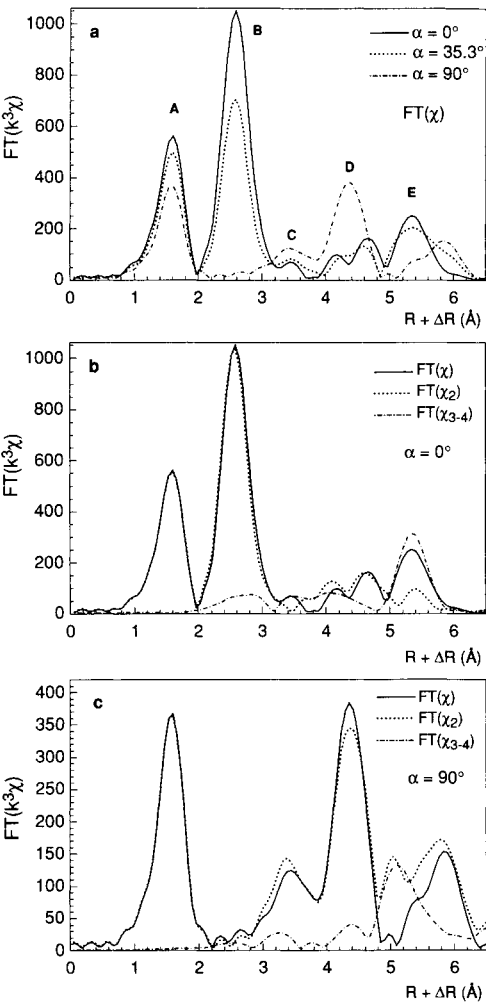 a
B
A
C
D
E
α = 0°
α = 35.3°
α = 90°
FT(χ)
FT(k³χ)
1000
800
600
400
200
0
0 1 2 3 4 5 6
R + ΔR (Å)
b
FT(χ)
FT(χ₂)
FT(χ₃₋₄)
α = 0°
FT(k³χ)
1000
800
600
400
200
0
0 1 2 3 4 5 6
R + ΔR (Å)
c
FT(χ)
FT(χ₂)
FT(χ₃₋₄)
α = 90°
FT(k³χ)
400
350
300
250
200
150
100
50
0
0 1 2 3 4 5 6
R + ΔR (Å)